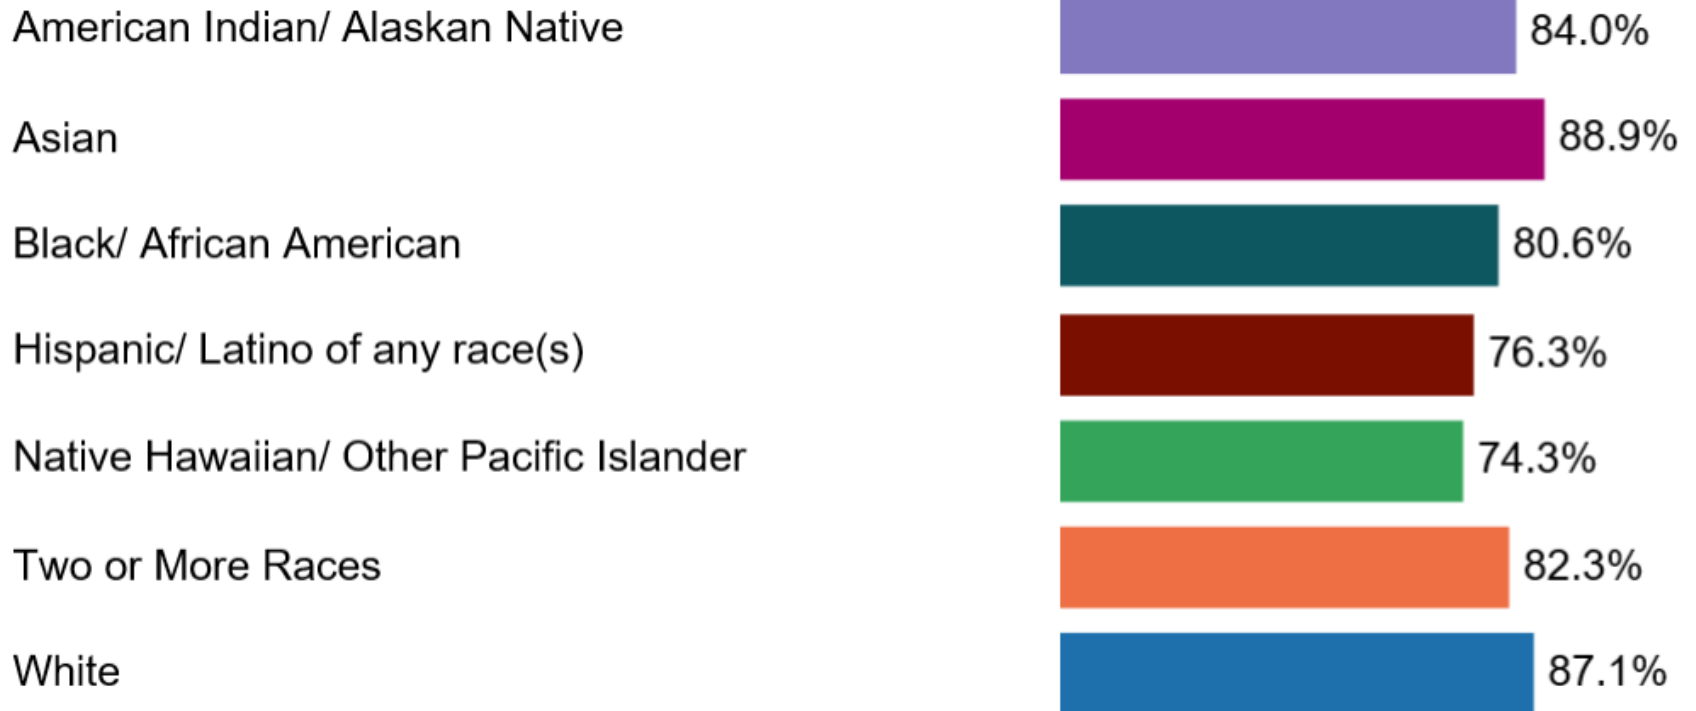 American Indian/ Alaskan Native 84.0%
Asian 88.9%
Black/ African American 80.6%
Hispanic/ Latino of any race(s) 76.3%
Native Hawaiian/ Other Pacific Islander 74.3%
Two or More Races 82.3%
White 87.1%